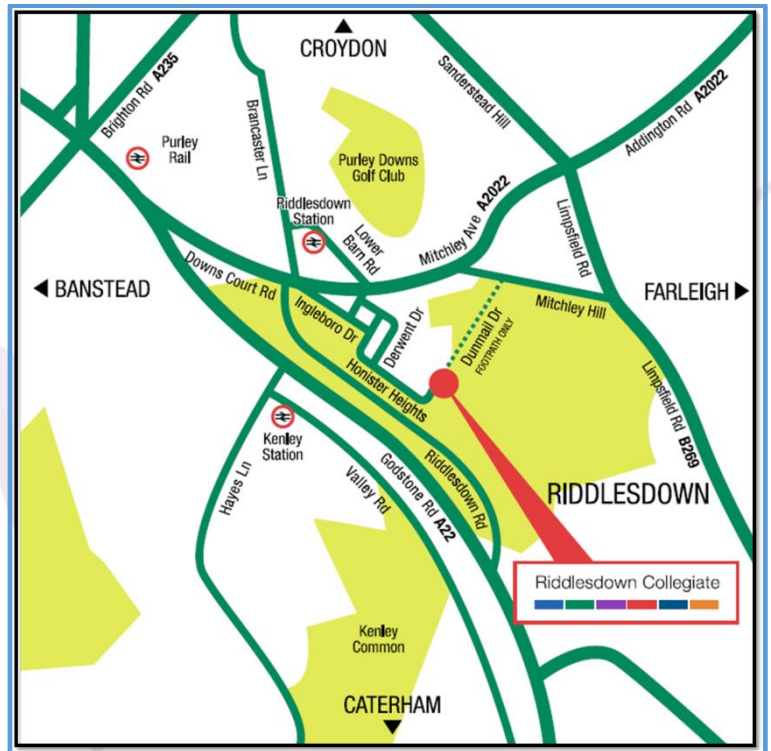 ▲
CROYDON
Brighton Rd A235
Brancaster Ln
Sanderstead Hill
Addington Rd A2022
Purley
Rail
Purley Downs
Golf Club
Riddlesdown
Station
Lower
Barn Rd
Mitchley Ave A2022
Limpsfield Rd
◀ BANSTEAD
Downs Court Rd
Ingleboro Dr
Derwent Dr
Dunmail Dr
FOOTPATH ONLY
Mitchley Hill
FARLEIGH ▶
Honister Heights
Limpsfield Rd B269
Kenley
Station
Hayes Ln
Valley Rd
Godstone Rd A22
Riddlesdown Rd
RIDDLESDOWN
Riddlesdown Collegiate
Kenley
Common
CATERHAM
▼